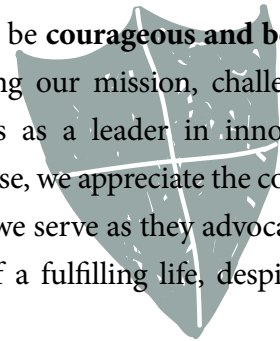 be courageous and b
ng our mission, challe
s as a leader in inno
se, we appreciate the co
we serve as they advoca
f a fulfilling life, despi